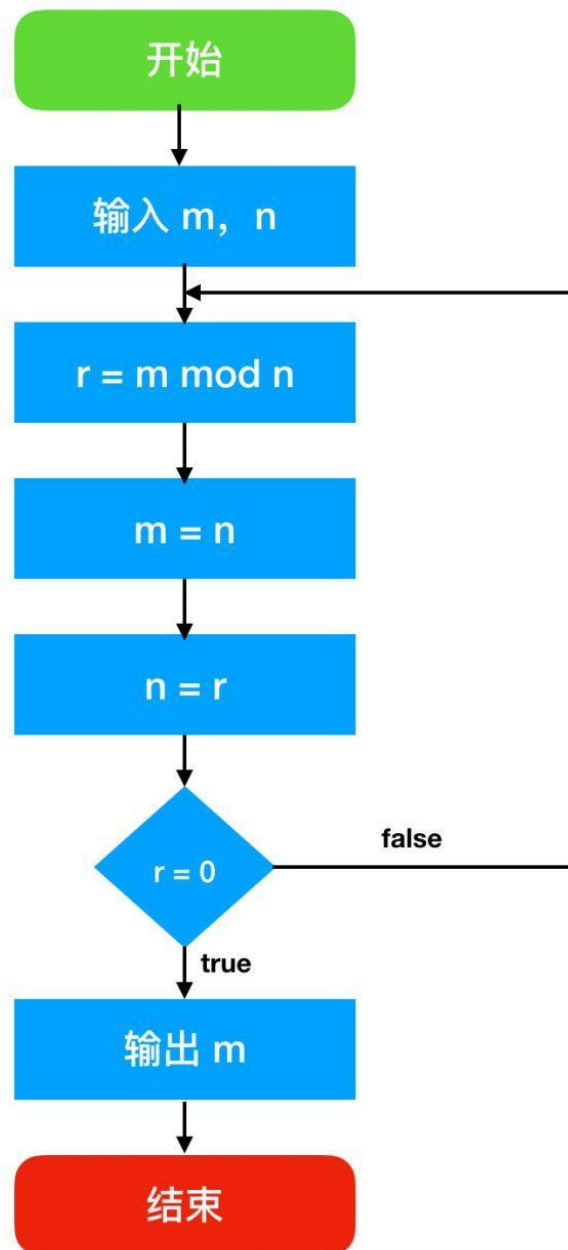 开始
输入 m，n
r = m mod n
m = n
n = r
r = 0
false
true
输出 m
结束